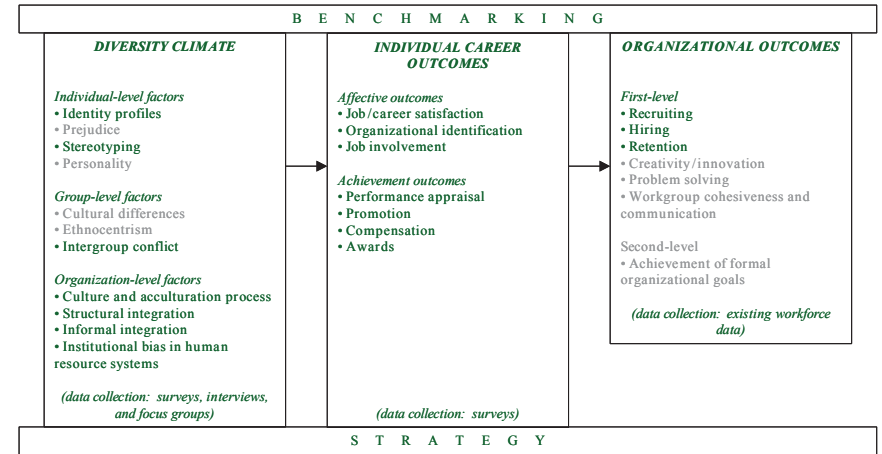 B E N C H M A R K I N G
DIVERSITY CLIMATE
Individual-level factors
• Identity profiles
• Prejudice
• Stereotyping
• Personality
Group-level factors
• Cultural differences
• Ethnocentrism
• Intergroup conflict
Organization-level factors
• Culture and acculturation process
• Structural integration
• Informal integration
• Institutional bias in human
resource systems
(data collection: surveys, interviews,
and focus groups)
INDIVIDUAL CAREER
OUTCOMES
Affective outcomes
• Job/career satisfaction
• Organizational identification
• Job involvement
Achievement outcomes
• Performance appraisal
• Promotion
• Compensation
• Awards
(data collection: surveys)
ORGANIZATIONAL OUTCOMES
First-level
• Recruiting
• Hiring
• Retention
• Creativity/innovation
• Problem solving
• Workgroup cohesiveness and
communication
Second-level
• Achievement of formal
organizational goals
(data collection: existing workforce
data)
S T R A T E G Y